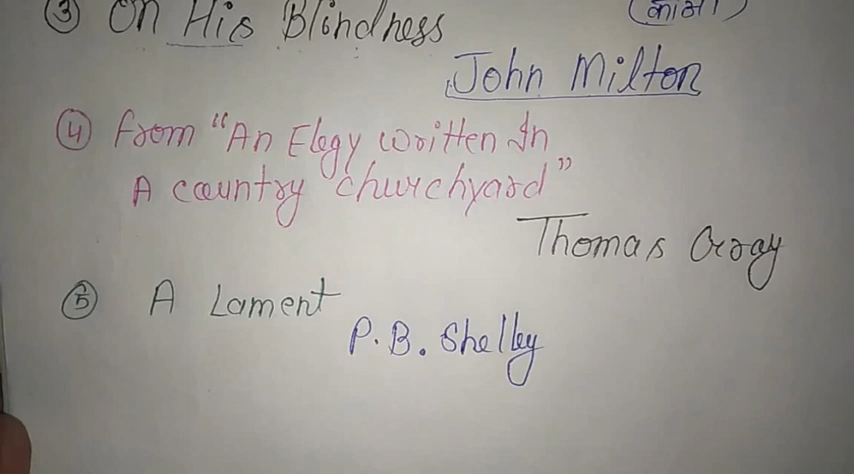 ③ On His Blindness
John Milton
④ From "An Elegy written In
A country churchyard"
Thomas Gray
⑤ A Lament
P.B. Shelley